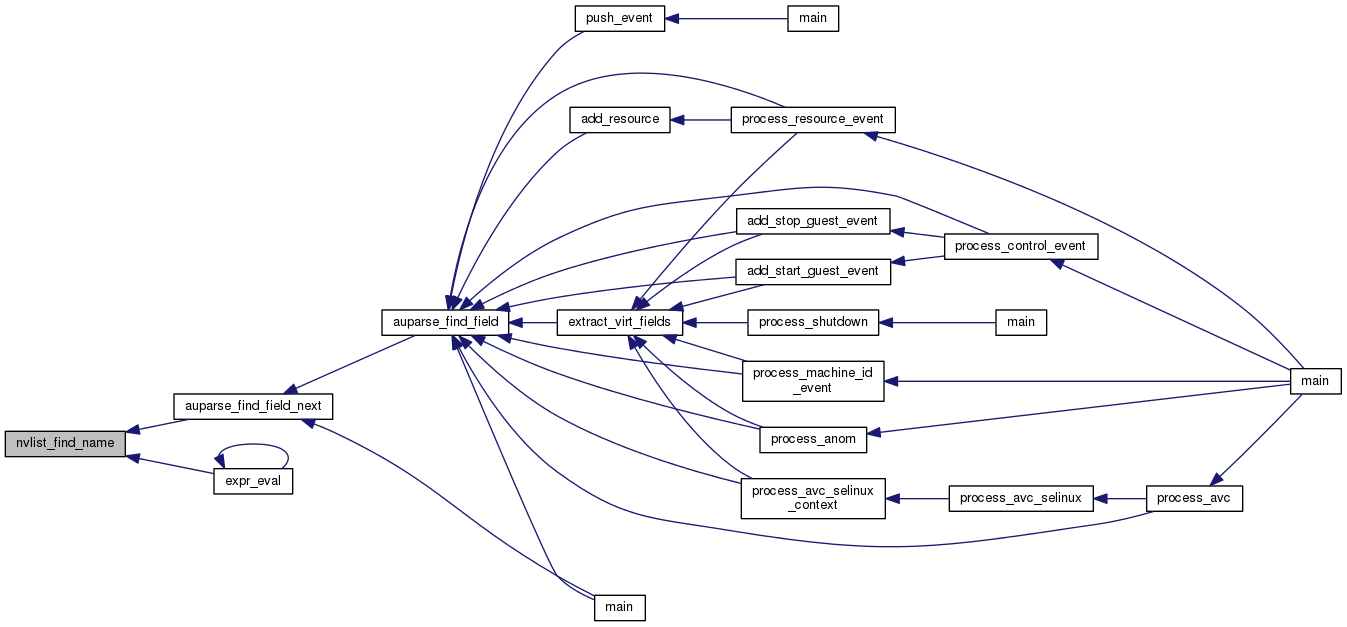 push_event
main
add_resource
process_resource_event
add_stop_guest_event
process_control_event
add_start_guest_event
auparse_find_field
extract_virt_fields
process_shutdown
main
process_machine_id
_event
main
auparse_find_field_next
nvlist_find_name
process_anom
expr_eval
process_avc_selinux
_context
process_avc_selinux
process_avc
main